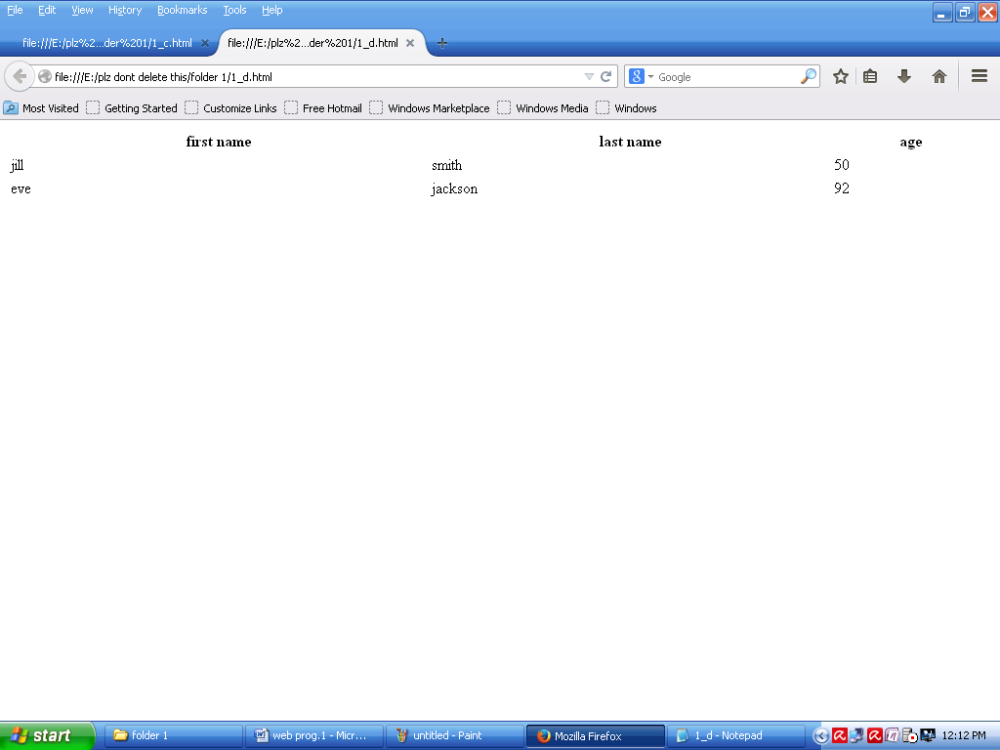 File Edit View History Bookmarks Tools Help
file:///E:/plz%2...der%201/1_c.html file:///E:/plz%2...der%201/1_d.html
file:///E:/plz dont delete this/folder 1/1_d.html Google
Most Visited Getting Started Customize Links Free Hotmail Windows Marketplace Windows Media Windows
first name last name age
jill smith 50
eve jackson 92
start folder 1 web prog.1 - Micr... untitled - Paint Mozilla Firefox 1_d - Notepad 12:12 PM